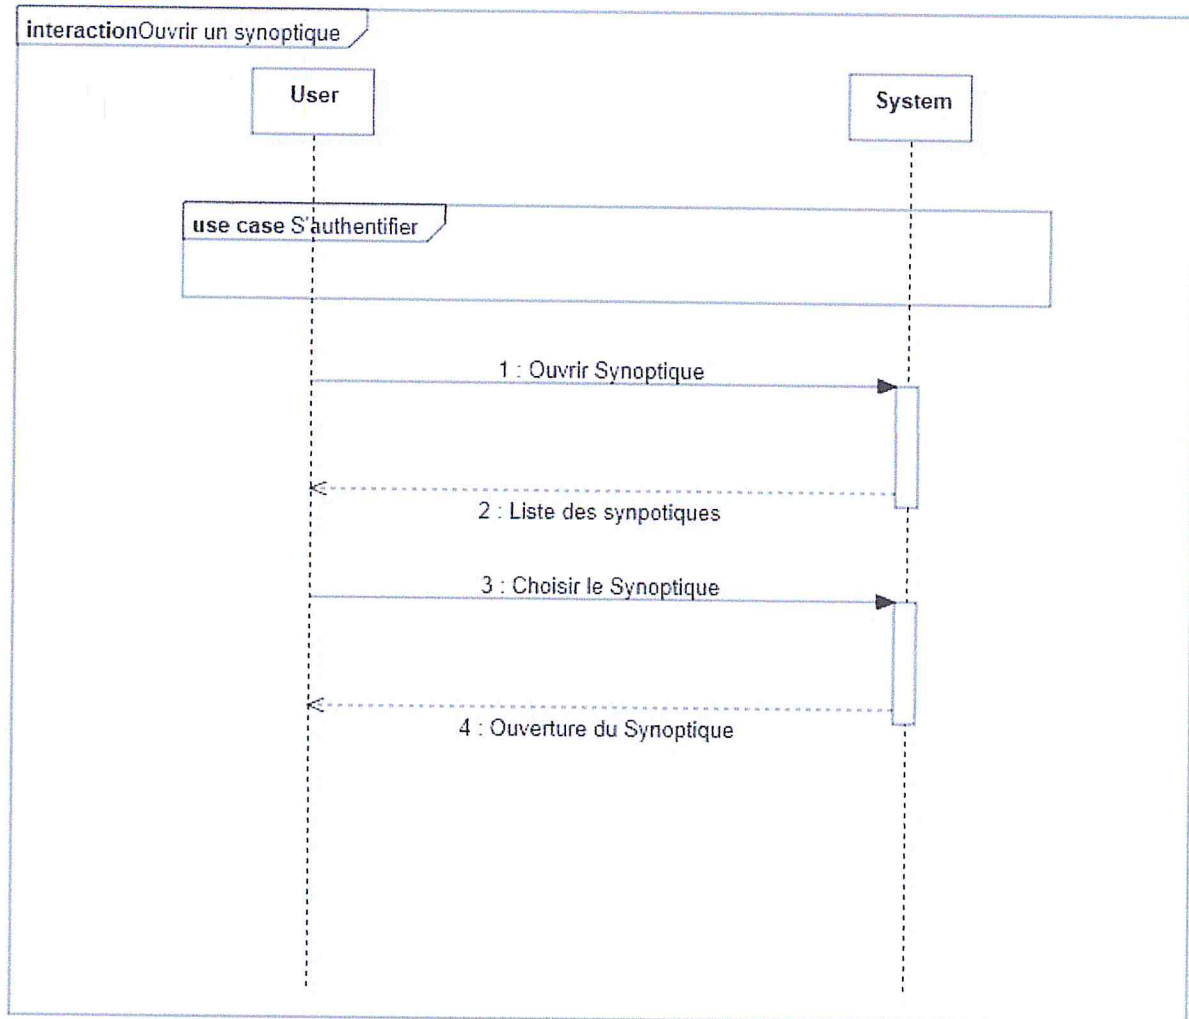 interactionOuvrir un synoptique
User
System
use case S'authentifier
1 : Ouvrir Synoptique
2 : Liste des synpotiques
3 : Choisir le Synoptique
4 : Ouverture du Synoptique